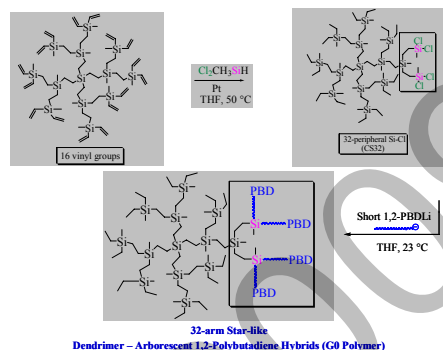 Cl₂CH₃SiH
Pt
THF, 50 °C
16 vinyl groups
Cl
Si
Cl
Cl
Si
Cl
32-peripheral Si-Cl
(CS32)
PBD
Si
PBD
Si
PBD
PBD
Short 1,2-PBDLi
THF, 23 °C
32-arm Star-like
Dendrimer – Arborescent 1,2-Polybutadiene Hybrids (G0 Polymer)